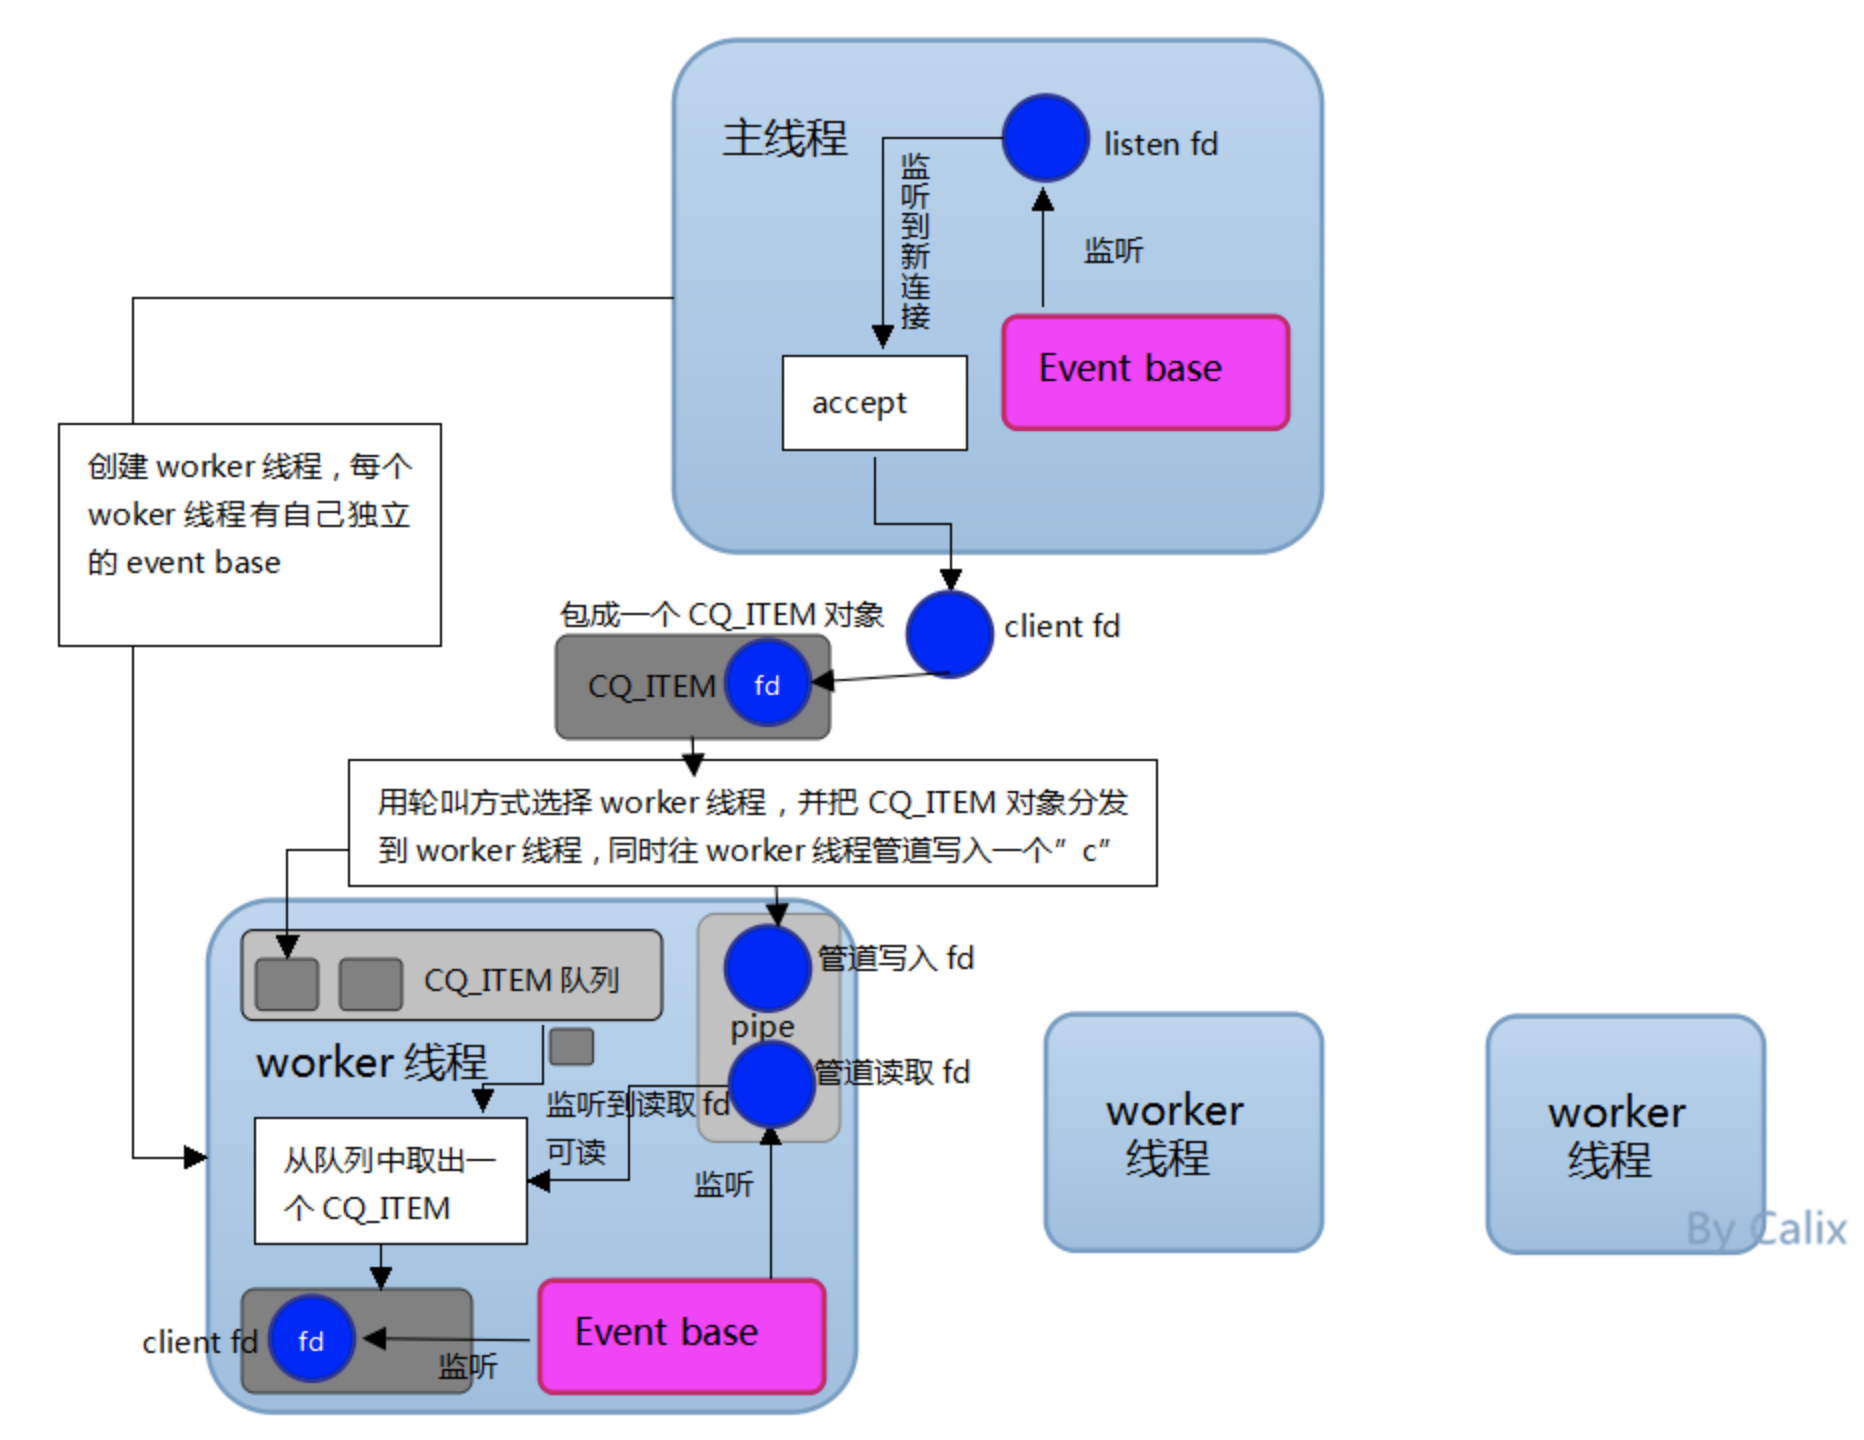 主线程
listen fd
监听到新连接
监听
Event base
accept
创建 worker 线程，每个
woker 线程有自己独立
的 event base
包成一个 CQ_ITEM 对象
client fd
CQ_ITEM
fd
用轮叫方式选择 worker 线程，并把 CQ_ITEM 对象分发
到 worker 线程，同时往 worker 线程管道写入一个”c”
CQ_ITEM 队列
管道写入 fd
pipe
worker 线程
管道读取 fd
监听到读取 fd
可读
从队列中取出一
个 CQ_ITEM
监听
client fd
fd
监听
Event base
worker
线程
worker
线程
By Calix